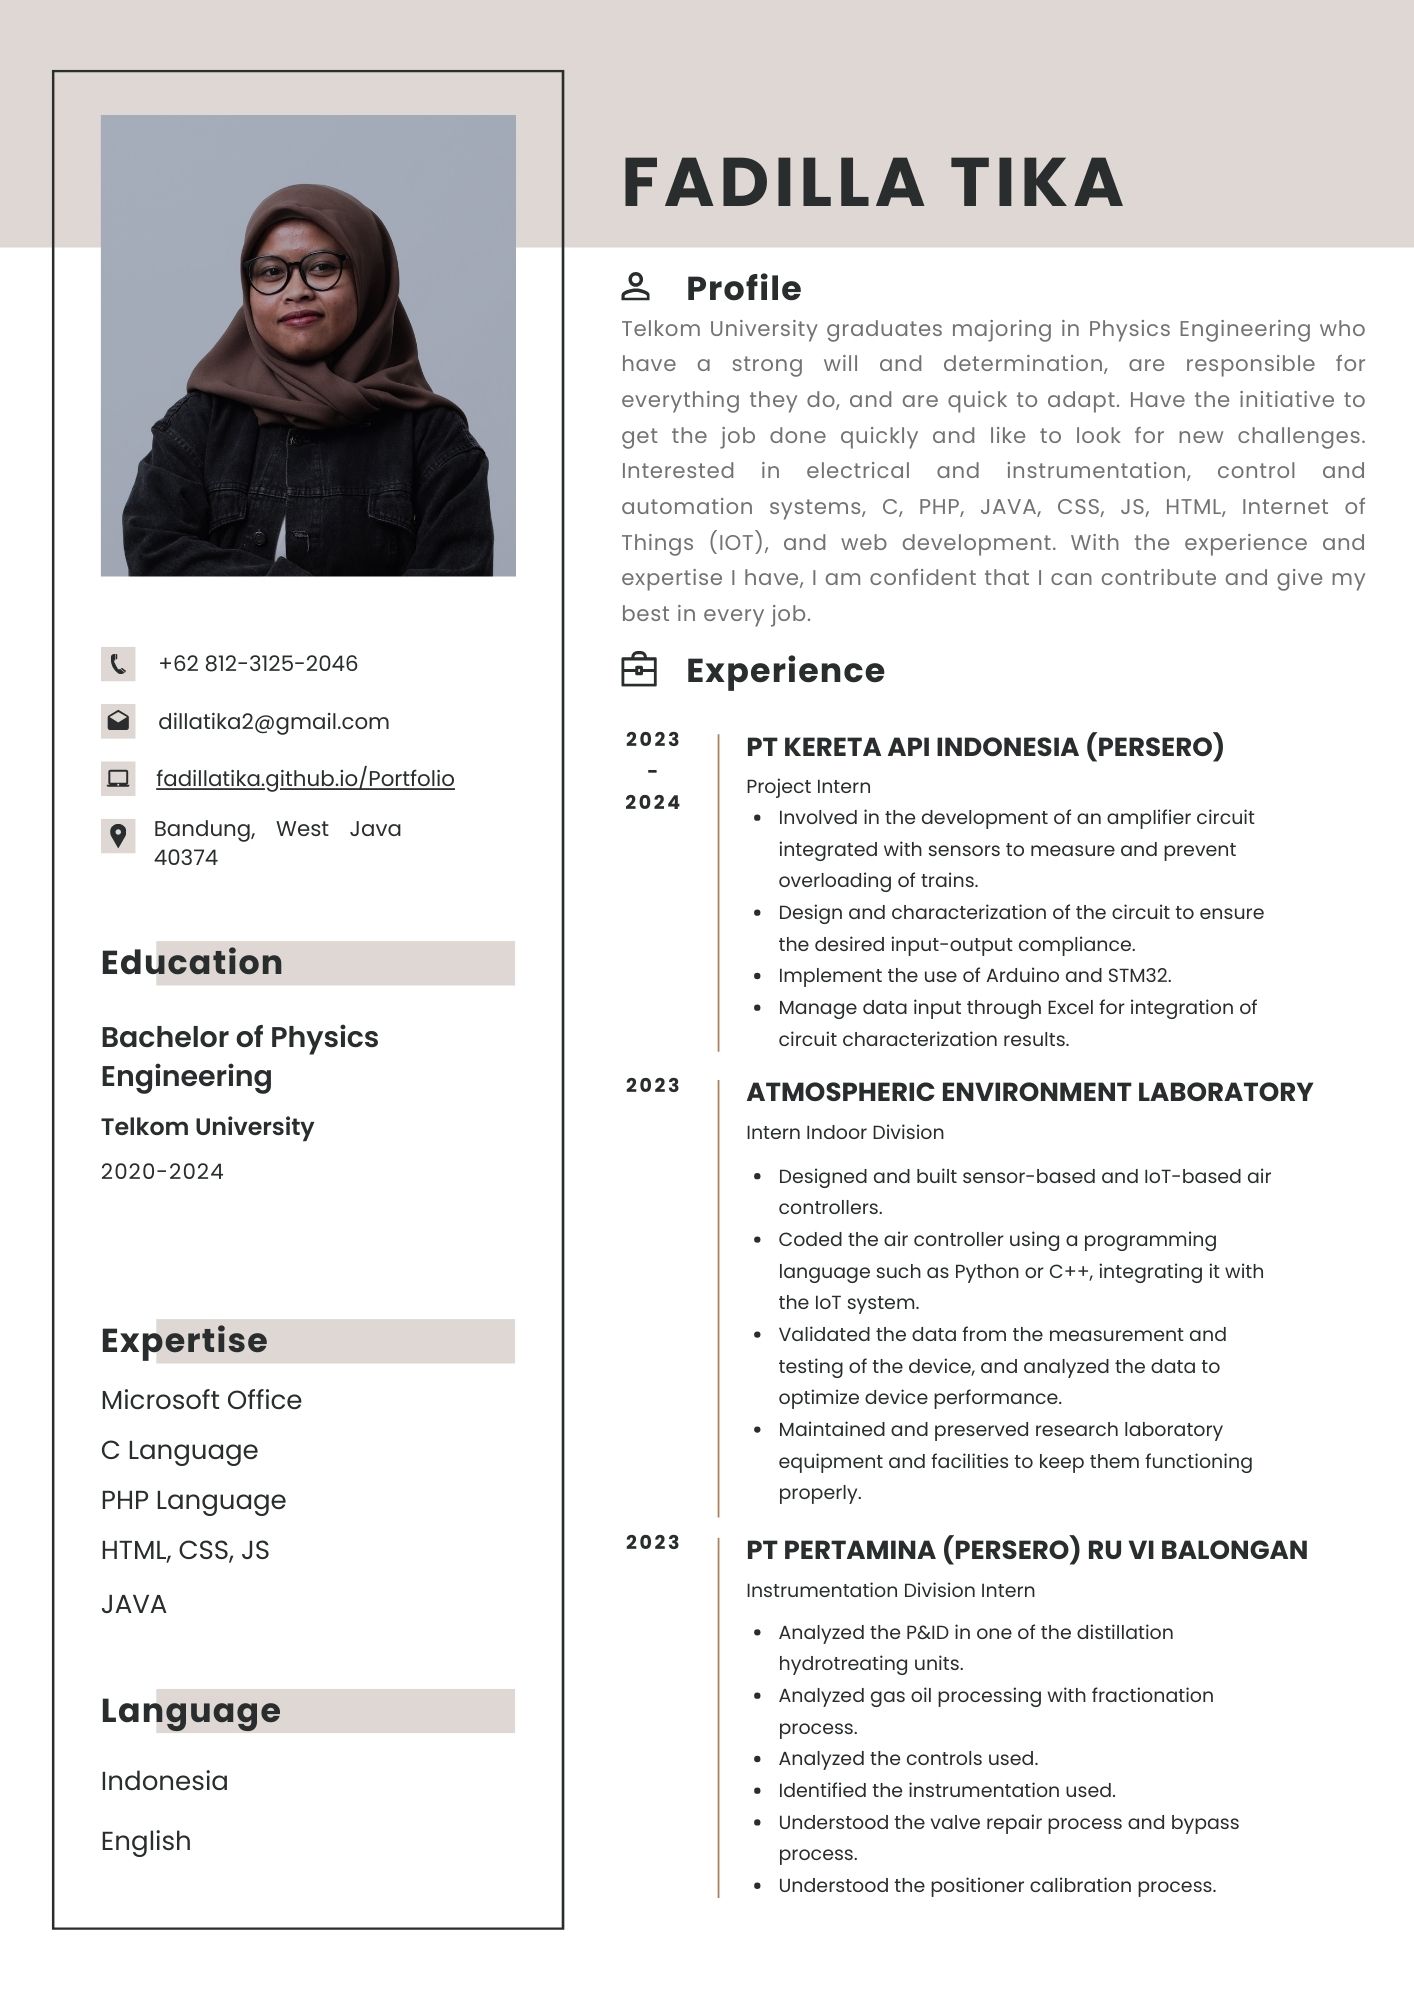 FADILLA TIKA
+62 812-3125-2046
dillatika2@gmail.com
fadillatika.github.io/Portfolio
Bandung, West Java
40374
Education
Bachelor of Physics
Engineering
Telkom University
2020-2024
Expertise
Microsoft Office
C Language
PHP Language
HTML, CSS, JS
JAVA
Language
Indonesia
English
Profile
Telkom University graduates majoring in Physics Engineering who
have a strong will and determination, are responsible for
everything they do, and are quick to adapt. Have the initiative to
get the job done quickly and like to look for new challenges.
Interested in electrical and instrumentation, control and
automation systems, C, PHP, JAVA, CSS, JS, HTML, Internet of
Things (IOT), and web development. With the experience and
expertise I have, I am confident that I can contribute and give my
best in every job.
Experience
2023
-
2024
PT KERETA API INDONESIA (PERSERO)
Project Intern
• Involved in the development of an amplifier circuit
integrated with sensors to measure and prevent
overloading of trains.
• Design and characterization of the circuit to ensure
the desired input-output compliance.
• Implement the use of Arduino and STM32.
• Manage data input through Excel for integration of
circuit characterization results.
2023
ATMOSPHERIC ENVIRONMENT LABORATORY
Intern Indoor Division
• Designed and built sensor-based and IoT-based air
controllers.
• Coded the air controller using a programming
language such as Python or C++, integrating it with
the IoT system.
• Validated the data from the measurement and
testing of the device, and analyzed the data to
optimize device performance.
• Maintained and preserved research laboratory
equipment and facilities to keep them functioning
properly.
2023
PT PERTAMINA (PERSERO) RU VI BALONGAN
Instrumentation Division Intern
• Analyzed the P&ID in one of the distillation
hydrotreating units.
• Analyzed gas oil processing with fractionation
process.
• Analyzed the controls used.
• Identified the instrumentation used.
• Understood the valve repair process and bypass
process.
• Understood the positioner calibration process.